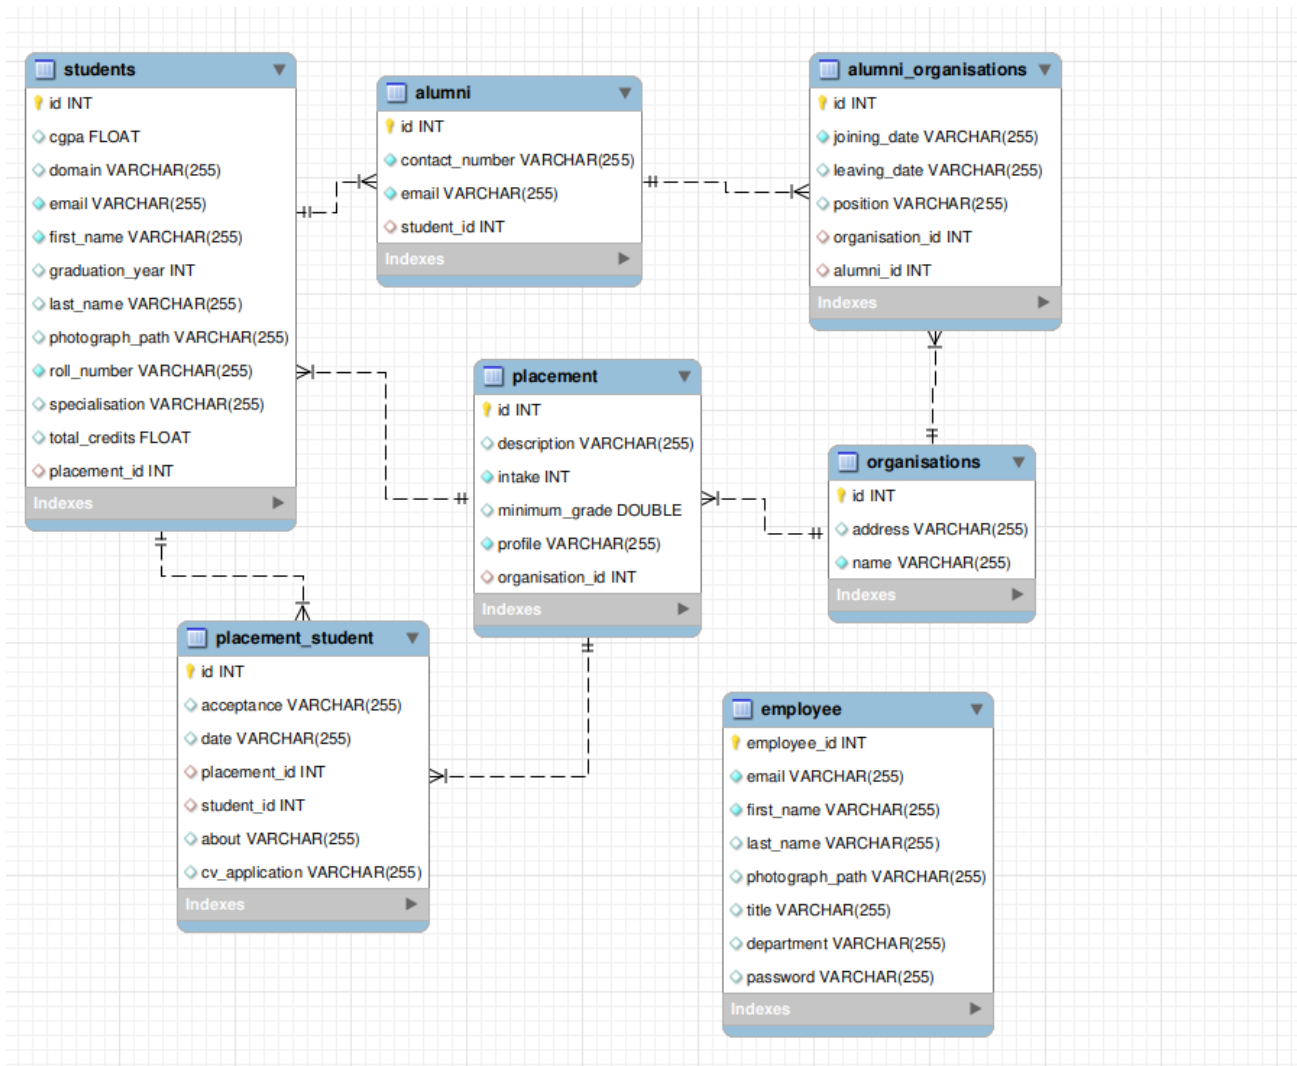 students
id INT
cgpa FLOAT
domain VARCHAR(255)
email VARCHAR(255)
first_name VARCHAR(255)
graduation_year INT
last_name VARCHAR(255)
photograph_path VARCHAR(255)
roll_number VARCHAR(255)
specialisation VARCHAR(255)
total_credits FLOAT
placement_id INT
Indexes
alumni
id INT
contact_number VARCHAR(255)
email VARCHAR(255)
student_id INT
Indexes
alumni_organisations
id INT
joining_date VARCHAR(255)
leaving_date VARCHAR(255)
position VARCHAR(255)
organisation_id INT
alumni_id INT
Indexes
placement
id INT
description VARCHAR(255)
intake INT
minimum_grade DOUBLE
profile VARCHAR(255)
organisation_id INT
Indexes
organisations
id INT
address VARCHAR(255)
name VARCHAR(255)
Indexes
placement_student
id INT
acceptance VARCHAR(255)
date VARCHAR(255)
placement_id INT
student_id INT
about VARCHAR(255)
cv_application VARCHAR(255)
Indexes
employee
employee_id INT
email VARCHAR(255)
first_name VARCHAR(255)
last_name VARCHAR(255)
photograph_path VARCHAR(255)
title VARCHAR(255)
department VARCHAR(255)
password VARCHAR(255)
Indexes